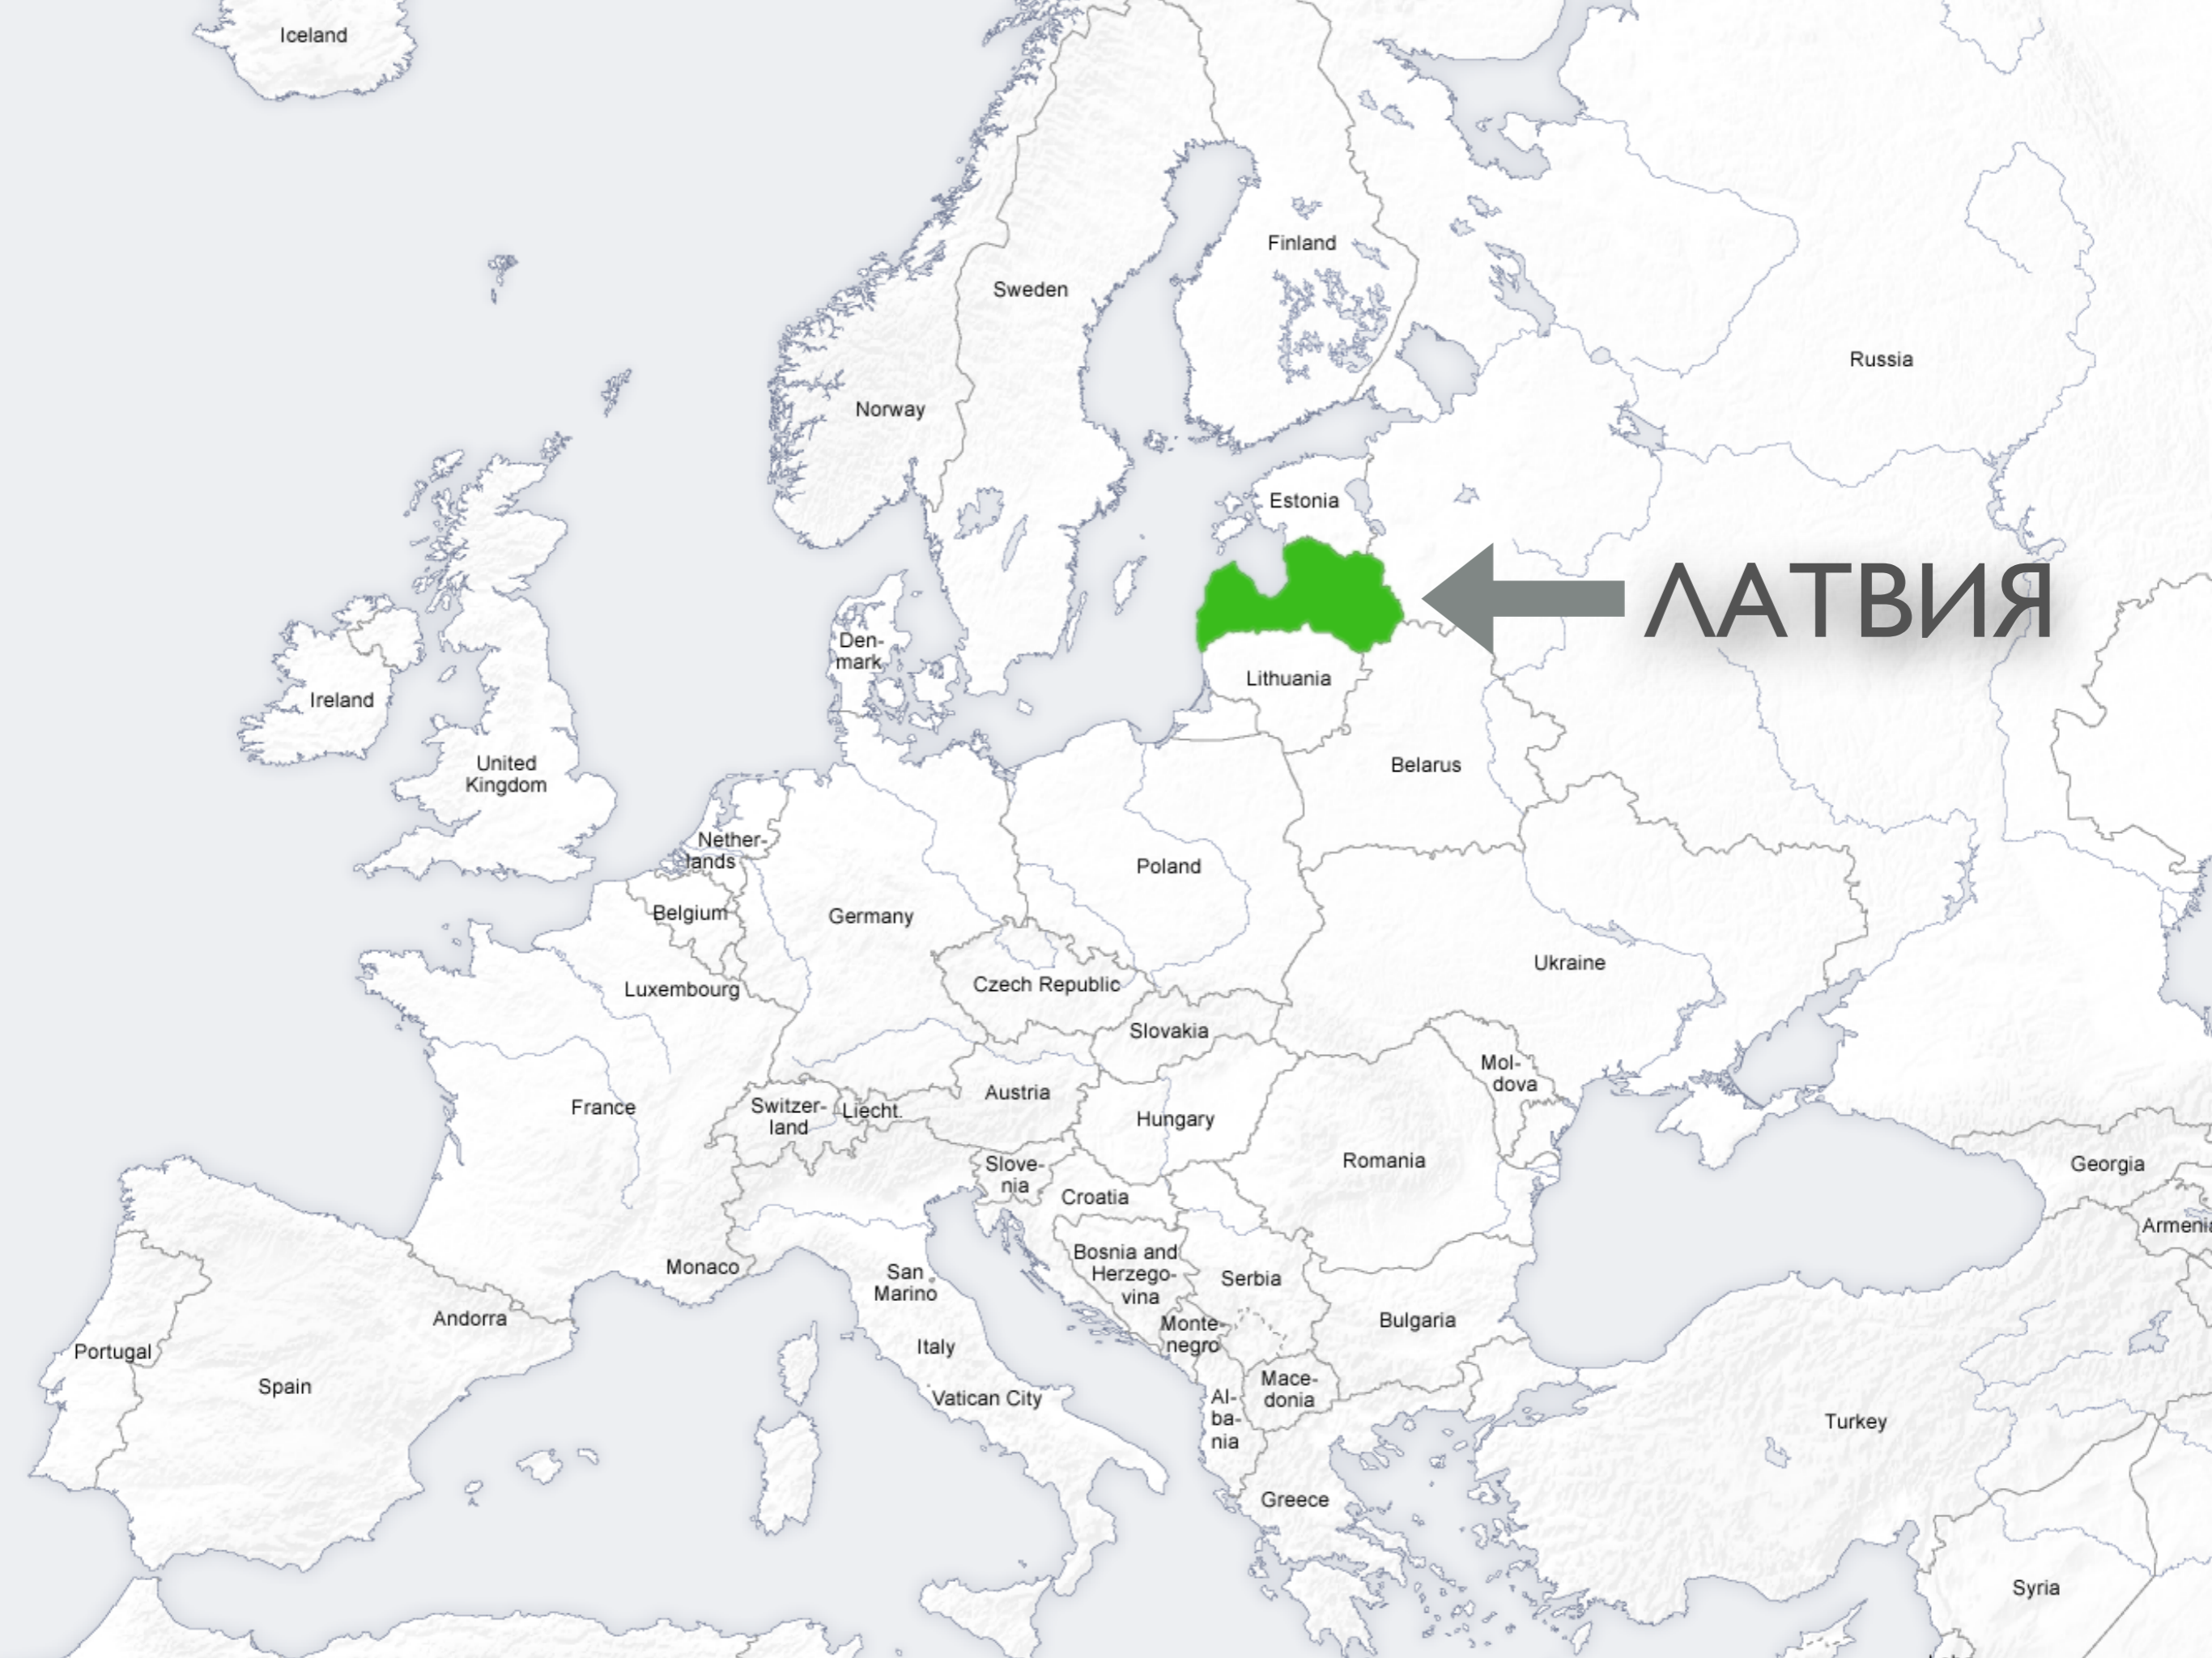 Iceland
Finland
Sweden
Russia
Norway
Estonia
ЛАТВИЯ
Den-
mark
Lithuania
Ireland
United
Kingdom
Belarus
Nether-
lands
Poland
Belgium
Germany
Ukraine
Czech Republic
Luxembourg
Slovakia
Mol-
dova
Austria
France
Switzer-
land
Liecht.
Hungary
Romania
Georgia
Slove-
nia
Croatia
Armenia
Bosnia and
Herzego-
vina
Monaco
San
Marino
Serbia
Andorra
Bulgaria
Monte-
negro
Portugal
Italy
Spain
Mace-
donia
Vatican City
Al-
ba-
nia
Turkey
Greece
Syria